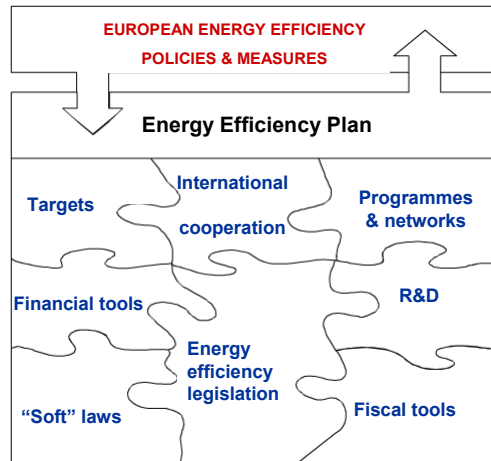 EUROPEAN ENERGY EFFICIENCY
POLICIES & MEASURES
Energy Efficiency Plan
Targets
International
cooperation
Programmes
& networks
Financial tools
R&D
Energy
efficiency
legislation
“Soft” laws
Fiscal tools